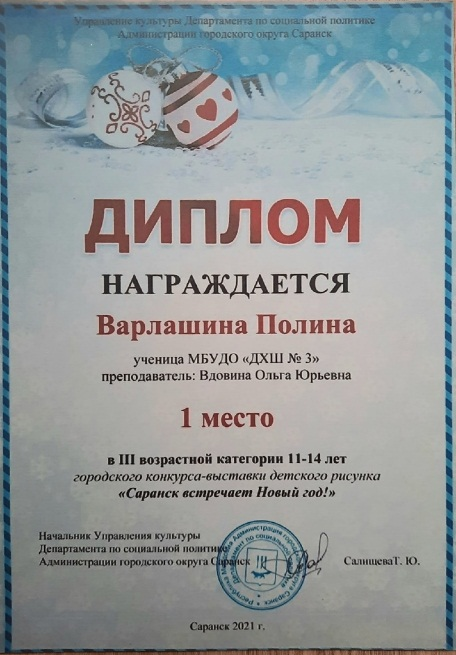 Управление культуры Департамента по социальной политике
Администрации городского округа Саранск
ДИПЛОМ
НАГРАЖДАЕТСЯ
Варлашина Полина
ученица МБУДО «ДХШ № 3»
преподаватель: Вдовина Ольга Юрьевна
1 место
в III возрастной категории 11-14 лет
городского конкурса-выставки детского рисунка
«Саранск встречает Новый год!»
Начальник Управления культуры
Департамента по социальной политике
Администрации городского округа Саранск
СалищеваТ. Ю.
Саранск 2021 г.